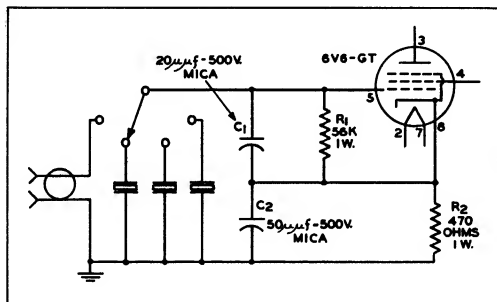 20μμf-500V.
MICA
6V6-GT
3
4
5
2
7
8
C1
R1
56K
1W.
C2
50μμf-500V.
MICA
R2
470
OHMS
1W.